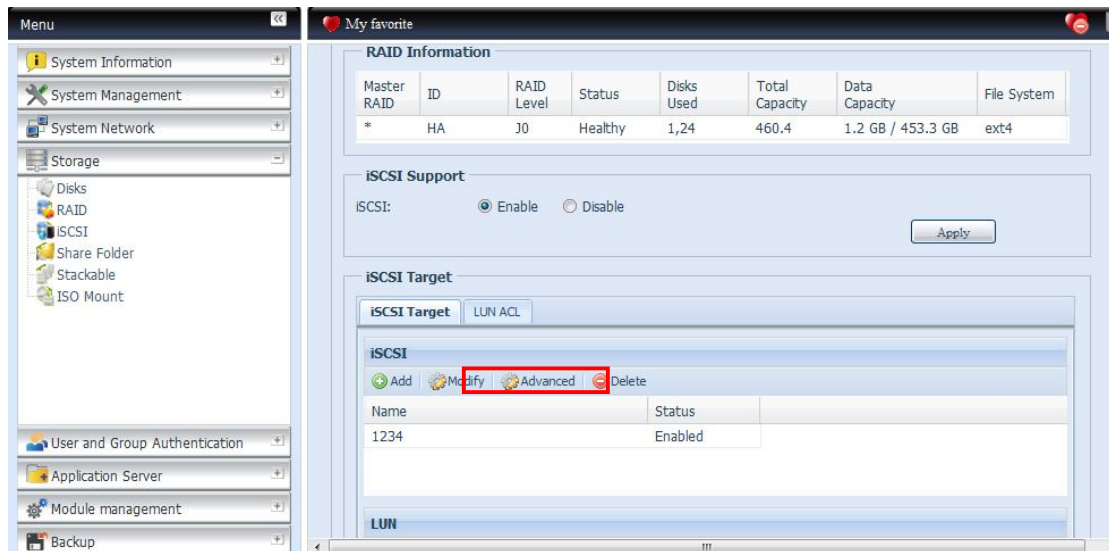 Menu
My favorite
System Information
System Management
System Network
Storage
Disks
RAID
iSCSI
Share Folder
Stackable
ISO Mount
User and Group Authentication
Application Server
Module management
Backup
RAID Information
Master RAID ID RAID Level Status Disks Used Total Capacity Data Capacity File System
* HA J0 Healthy 1,24 460.4 1.2 GB / 453.3 GB ext4
iSCSI Support
iSCSI: Enable Disable
Apply
iSCSI Target
iSCSI Target LUN ACL
iSCSI
Add Modify Advanced Delete
Name Status
1234 Enabled
LUN